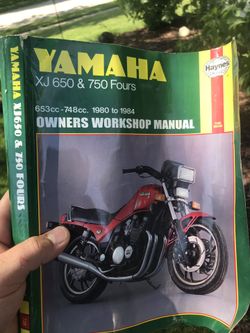 YAMAHA
XJ 650 & 750 Fours
Haynes
653cc - 748cc. 1980 to 1984
OWNERS WORKSHOP MANUAL
YAMAHA XJ650 & 750 FOURS